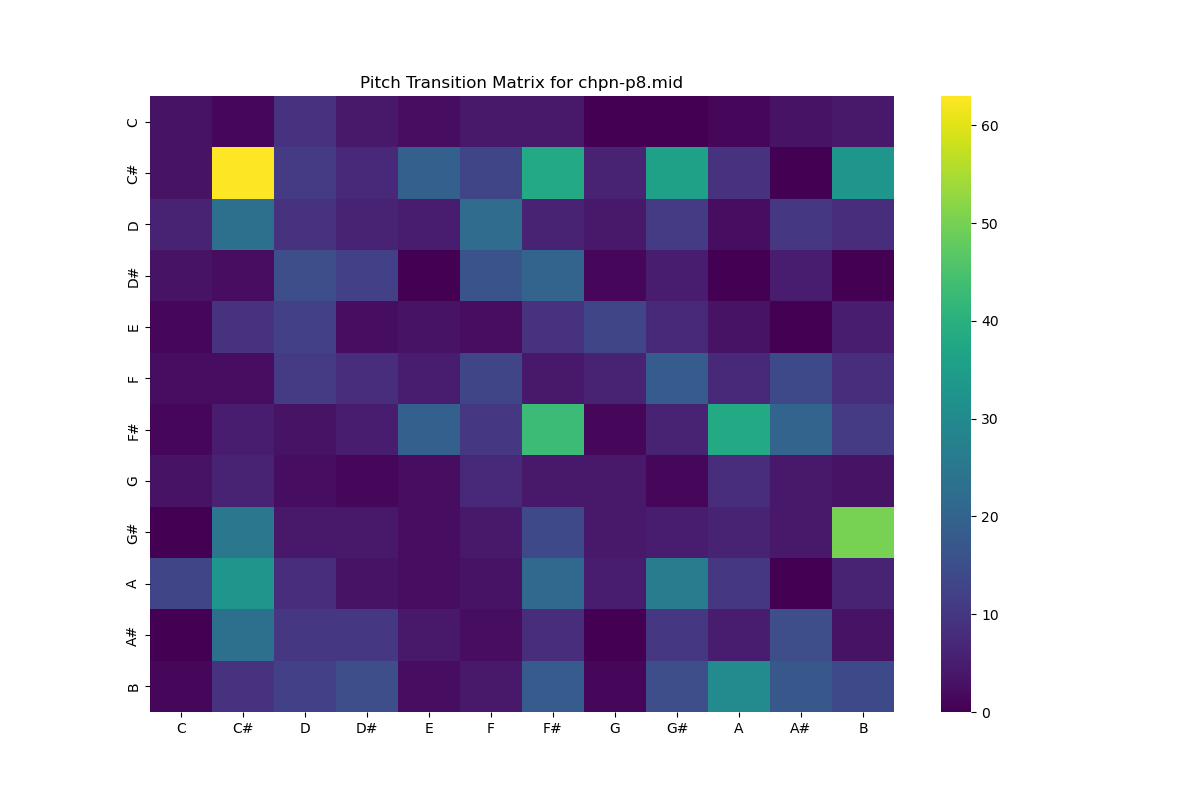 Pitch Transition Matrix for chpn-p8.mid
C
C#
D
D#
E
F
F#
G
G#
A
A#
B
C C# D D# E F F# G G# A A# B
60
50
40
30
20
10
0